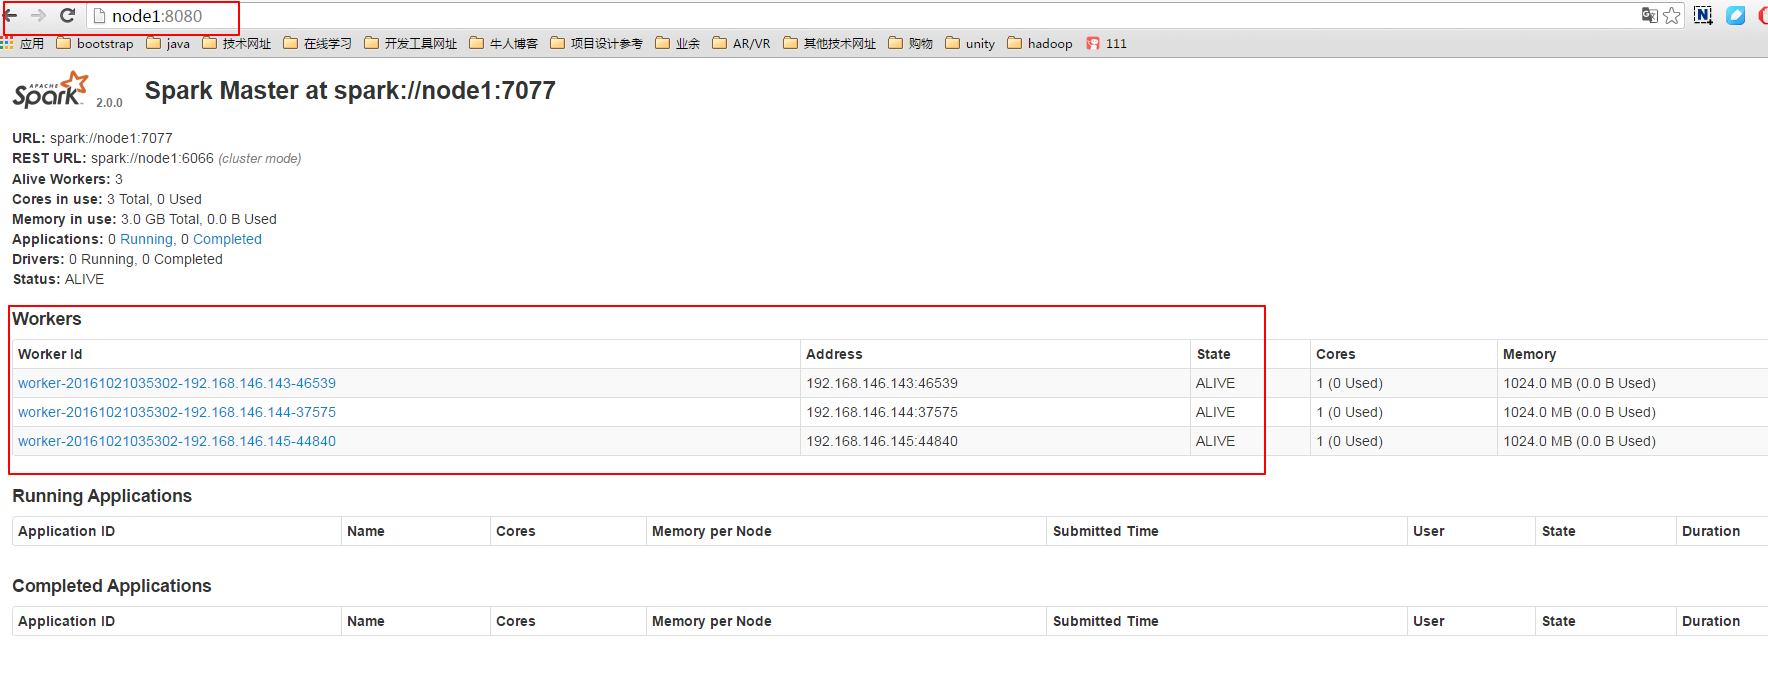 node1:8080
应用 bootstrap java 技术网址 在线学习 开发工具网址 牛人博客 项目设计参考 业余 AR/VR 其他技术网址 购物 unity hadoop 111
APACHE Spark 2.0.0 Spark Master at spark://node1:7077
URL: spark://node1:7077
REST URL: spark://node1:6066 (cluster mode)
Alive Workers: 3
Cores in use: 3 Total, 0 Used
Memory in use: 3.0 GB Total, 0.0 B Used
Applications: 0 Running, 0 Completed
Drivers: 0 Running, 0 Completed
Status: ALIVE
Workers
Worker Id Address State Cores Memory
worker-20161021035302-192.168.146.143-46539 192.168.146.143:46539 ALIVE 1 (0 Used) 1024.0 MB (0.0 B Used)
worker-20161021035302-192.168.146.144-37575 192.168.146.144:37575 ALIVE 1 (0 Used) 1024.0 MB (0.0 B Used)
worker-20161021035302-192.168.146.145-44840 192.168.146.145:44840 ALIVE 1 (0 Used) 1024.0 MB (0.0 B Used)
Running Applications
Application ID Name Cores Memory per Node Submitted Time User State Duration
Completed Applications
Application ID Name Cores Memory per Node Submitted Time User State Duration